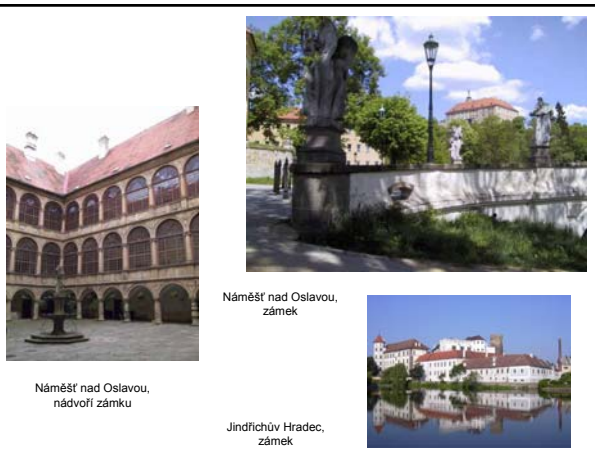 Náměšť nad Oslavou,
zámek
Náměšť nad Oslavou,
nádvoří zámku
Jindřichův Hradec,
zámek